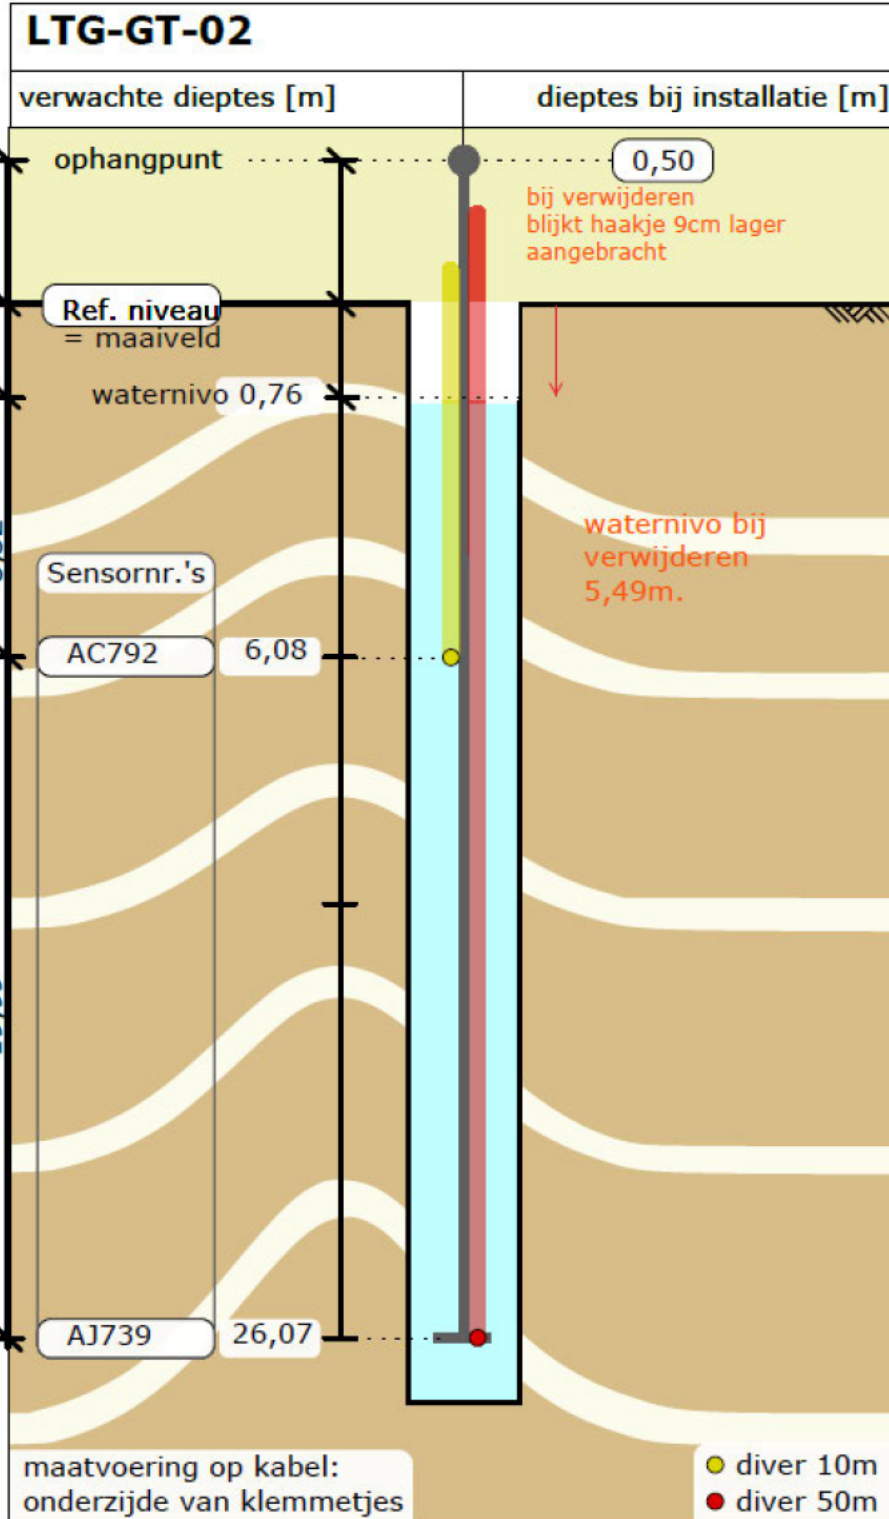 LTG-GT-02
verwachte dieptes [m]
dieptes bij installatie [m]
ophangpunt
0,50
bij verwijderen
blijkt haakje 9cm lager
aangebracht
Ref. niveau
= maaiveld
waternivo 0,76
waternivo bij
verwijderen
5,49m.
Sensornr.'s
AC792
6,08
AJ739
26,07
maatvoering op kabel:
onderzijde van klemmetjes
diver 10m
diver 50m